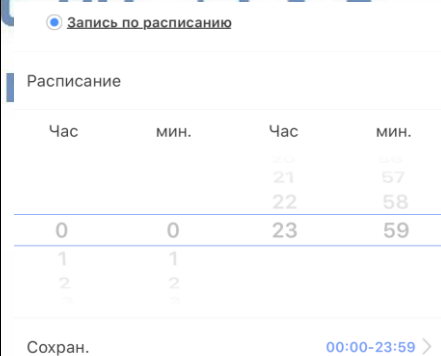 Запись по расписанию
Расписание
Час мин. Час мин.
21 57
22 58
0 0 23 59
1 1
2 2
Сохран. 00:00-23:59